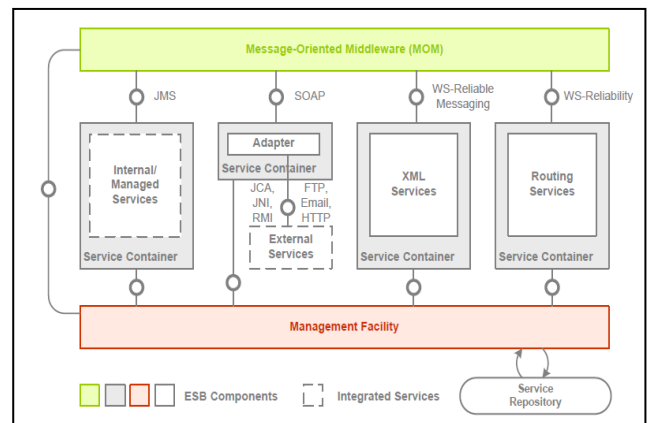 Message-Oriented Middleware (MOM)
JMS
SOAP
WS-Reliable
Messaging
WS-Reliability
Internal/
Managed
Services
Service Container
Adapter
Service Container
JCA,
JNI,
RMI
FTP,
Email,
HTTP
External
Services
XML
Services
Service Container
Routing
Services
Service Container
Management Facility
ESB Components
Integrated Services
Service
Repository